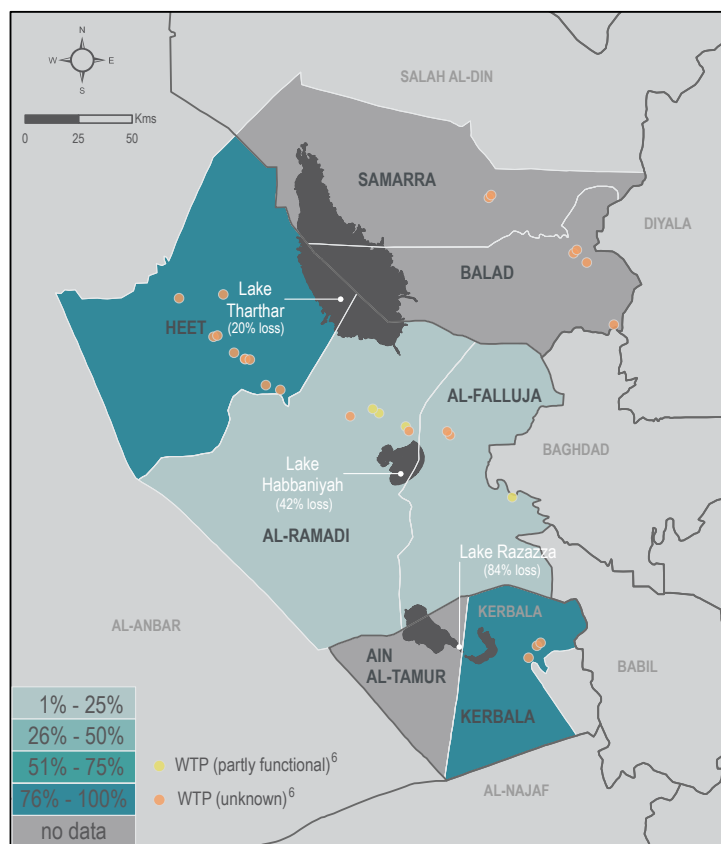 N
W E
S
Kms
0 25 50
SALAH AL-DIN
SAMARRA
DIYALA
BALAD
Lake
Tharthar
(20% loss)
HEET
AL-FALLUJA
BAGHDAD
Lake
Habbaniyah
(42% loss)
AL-RAMADI
Lake Razazza
(84% loss)
KERBALA
AL-ANBAR
AIN
AL-TAMUR
BABIL
KERBALA
AL-NAJAF
1% - 25%
26% - 50%
51% - 75%
76% - 100%
no data
WTP (partly functional)⁶
WTP (unknown)⁶